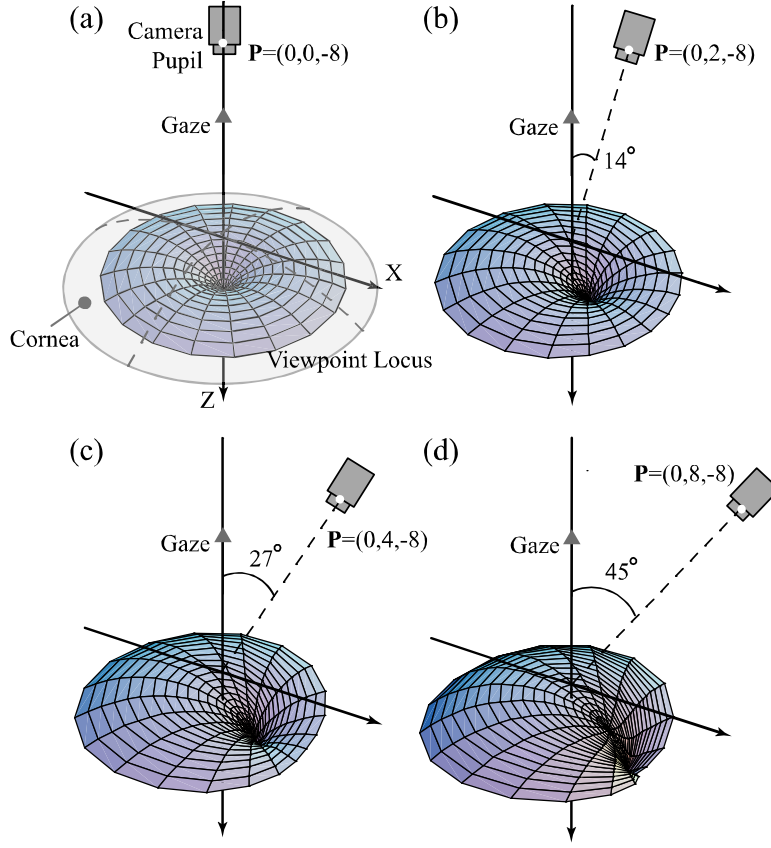 (a)
Camera
Pupil
P=(0,0,-8)
Gaze
X
Cornea
Viewpoint Locus
Z
(b)
P=(0,2,-8)
Gaze
14°
(c)
P=(0,4,-8)
Gaze
27°
(d)
P=(0,8,-8)
Gaze
45°